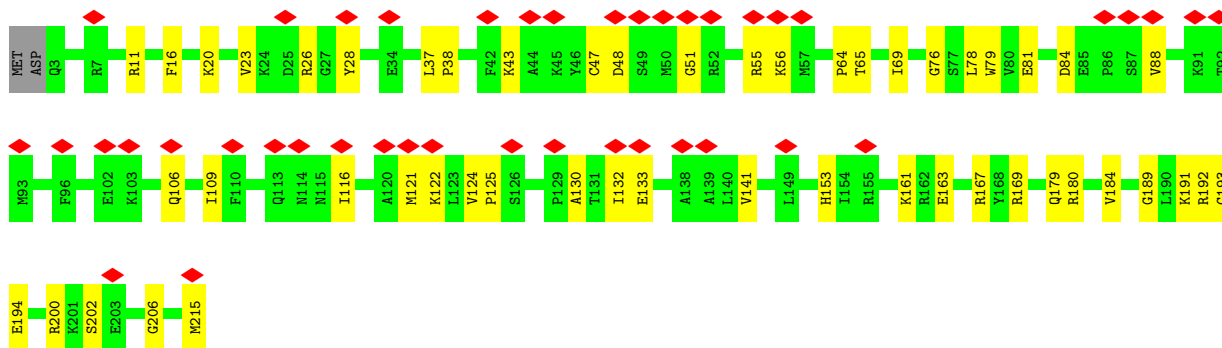 MET ASP Q3 R7 R11 F16 K20 V23 K24 D25 R26 G27 Y28 E34 L37 P38 F42 K43 A44 K45 Y46 C47 D48 S49 M50 G51 R52 R55 K56 M57 P64 T65 I69 G76 S77 L78 W79 V80 E81 D84 E85 P86 S87 V88 K91 T92
M93 F96 E102 K103 Q106 I109 F110 Q113 N114 N115 I116 A120 M121 K122 L123 V124 P125 S126 P129 A130 T131 I132 E133 A138 A139 L140 V141 L149 H153 I154 R155 K161 R162 E163 R167 Y168 R169 Q179 R180 V184 G189 L190 K191 R192
E194 R200 K201 S202 E203 G206 M215